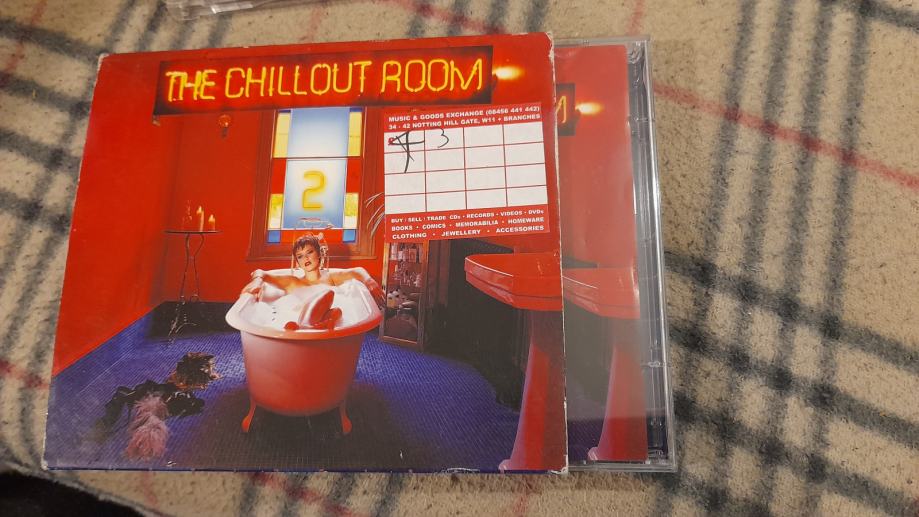 THE CHILLOUT ROOM
M
2
MUSIC & GOODS EXCHANGE (08456 441 442)
34 - 42 NOTTING HILL GATE, W11 • BRANCHES
3
BUY | SELL | TRADE CDs • RECORDS • VIDEOS • DVDs
BOOKS • COMICS • MEMORABILIA • HOMEWARE
CLOTHING • JEWELLERY • ACCESSORIES